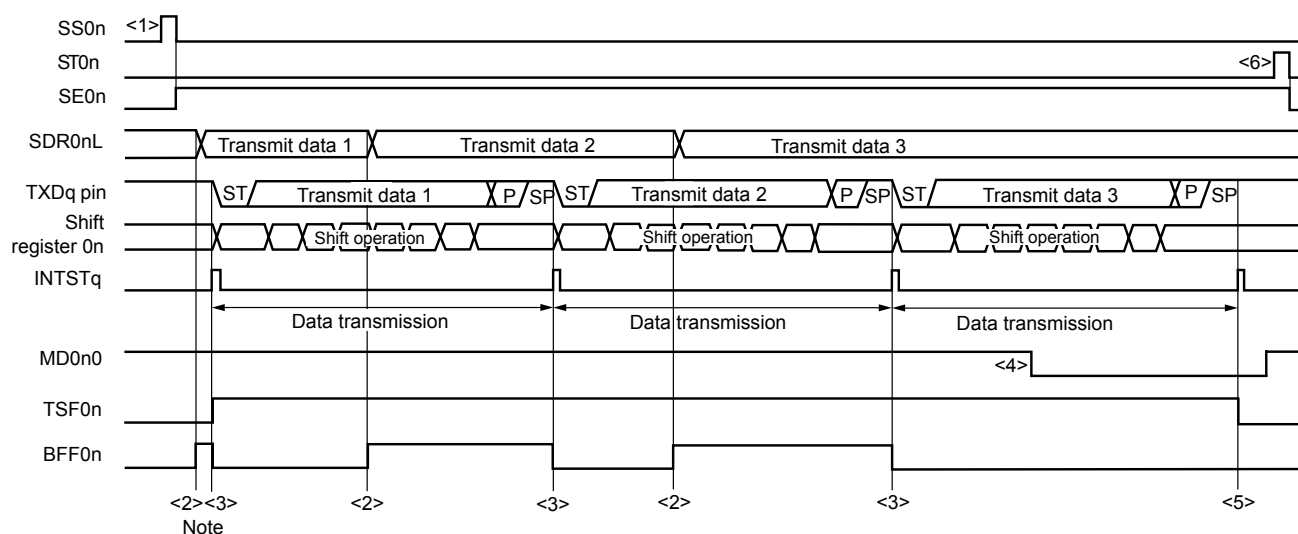 SS0n <1>
ST0n <6>
SE0n
SDR0nL Transmit data 1 Transmit data 2 Transmit data 3
TXDq pin ST Transmit data 1 P SP ST Transmit data 2 P SP ST Transmit data 3 P SP
Shift
register 0n Shift operation Shift operation Shift operation
INTSTq
Data transmission Data transmission Data transmission
MD0n0 <4>
TSF0n
BFF0n
<2> <3> <2> <3> <2> <3> <5>
Note